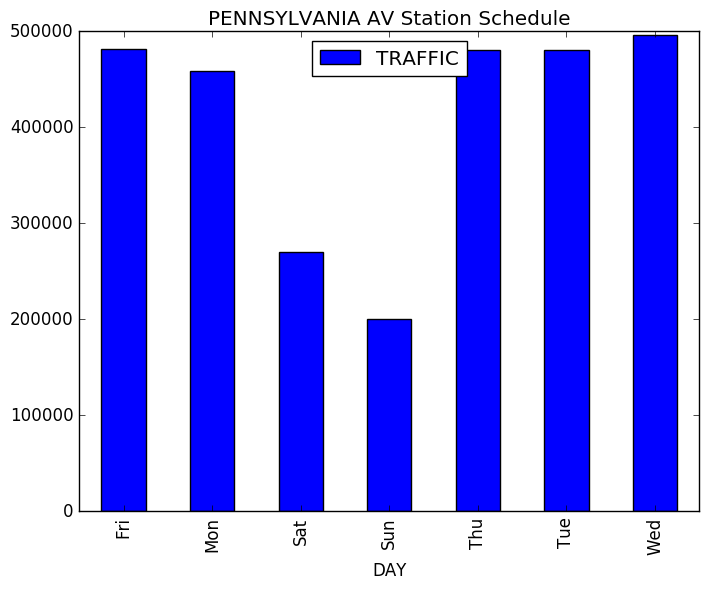 PENNSYLVANIA AV Station Schedule
TRAFFIC
500000
400000
300000
200000
100000
0
Fri
Mon
Sat
Sun
Thu
Tue
Wed
DAY